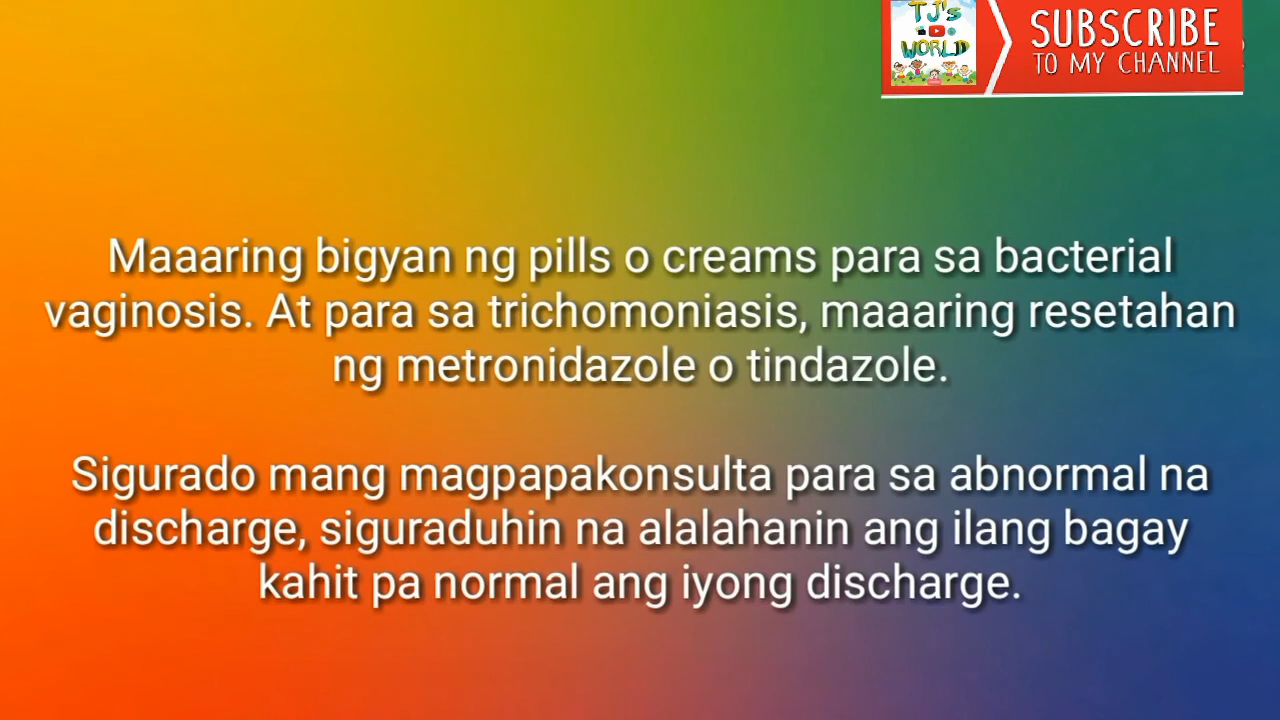 TJ's
WORLD
SUBSCRIBE
TO MY CHANNEL
Maaaring bigyan ng pills o creams para sa bacterial
vaginosis. At para sa trichomoniasis, maaaring resetahan
ng metronidazole o tindazole.
Sigurado mang magpapakonsulta para sa abnormal na
discharge, siguraduhin na alalahanin ang ilang bagay
kahit pa normal ang iyong discharge.